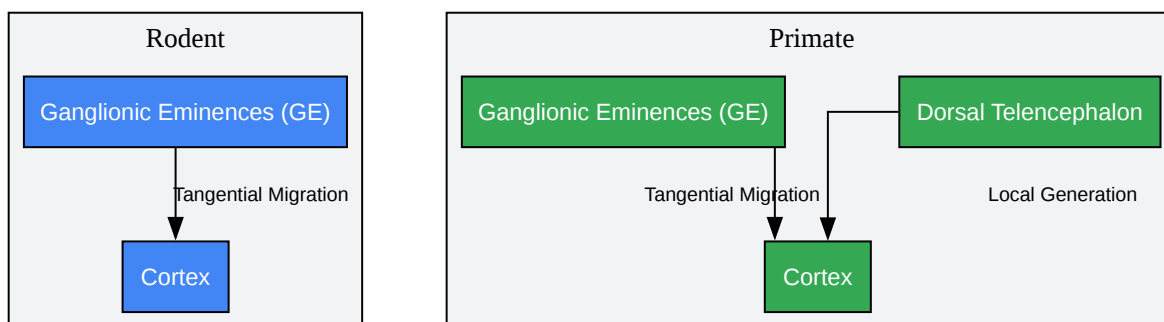 Rodent
Ganglionic Eminences (GE)
Tangential Migration
Cortex
Primate
Ganglionic Eminences (GE)
Dorsal Telencephalon
Tangential Migration
Local Generation
Cortex